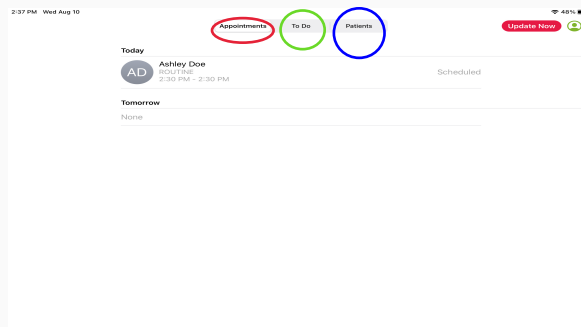 2:37 PM Wed Aug 10 48%
Appointments To Do Patients Update Now
Today
AD Ashley Doe
ROUTINE Scheduled
2:30 PM - 2:30 PM
Tomorrow
None